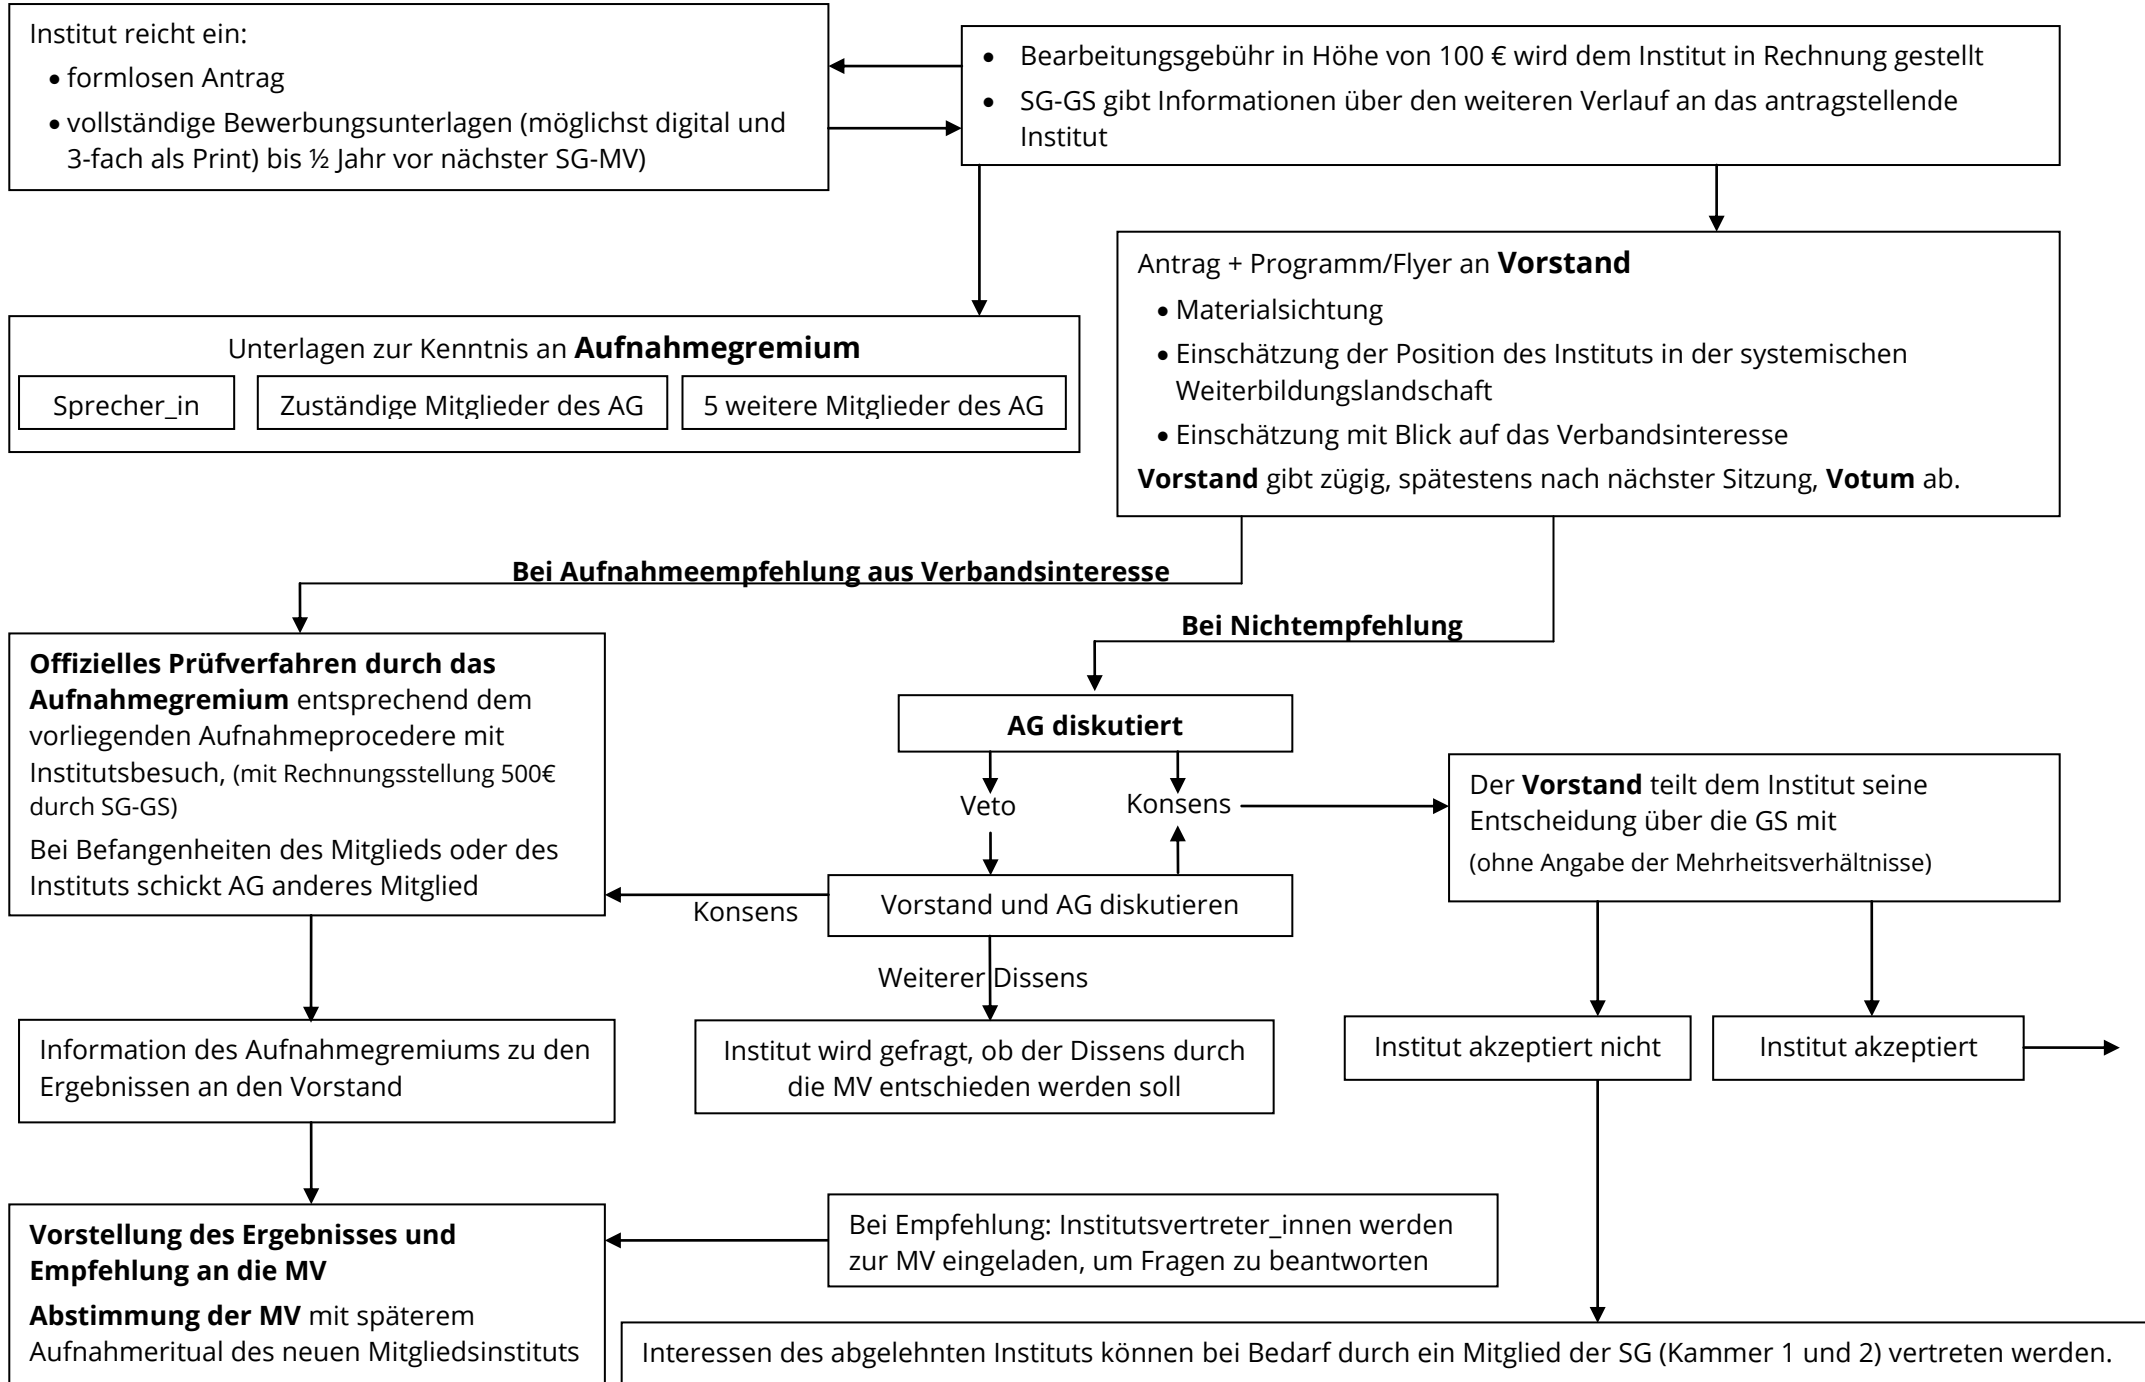 Institut reicht ein:
• formlosen Antrag
• vollständige Bewerbungsunterlagen (möglichst digital und
3-fach als Print) bis ½ Jahr vor nächster SG-MV)
• Bearbeitungsgebühr in Höhe von 100 € wird dem Institut in Rechnung gestellt
• SG-GS gibt Informationen über den weiteren Verlauf an das antragstellende
Institut
Antrag + Programm/Flyer an Vorstand
• Materialsichtung
• Einschätzung der Position des Instituts in der systemischen
Weiterbildungslandschaft
• Einschätzung mit Blick auf das Verbandsinteresse
Vorstand gibt zügig, spätestens nach nächster Sitzung, Votum ab.
Unterlagen zur Kenntnis an Aufnahmegremium
Sprecher_in
Zuständige Mitglieder des AG
5 weitere Mitglieder des AG
Bei Aufnahmeempfehlung aus Verbandsinteresse
Bei Nichtempfehlung
Offizielles Prüfverfahren durch das
Aufnahmegremium entsprechend dem
vorliegenden Aufnahmeprocedere mit
Institutsbesuch, (mit Rechnungsstellung 500€
durch SG-GS)
Bei Befangenheiten des Mitglieds oder des
Instituts schickt AG anderes Mitglied
AG diskutiert
Veto
Konsens
Der Vorstand teilt dem Institut seine
Entscheidung über die GS mit
(ohne Angabe der Mehrheitsverhältnisse)
Konsens
Vorstand und AG diskutieren
Weiterer Dissens
Information des Aufnahmegremiums zu den
Ergebnissen an den Vorstand
Institut wird gefragt, ob der Dissens durch
die MV entschieden werden soll
Institut akzeptiert nicht
Institut akzeptiert
Vorstellung des Ergebnisses und
Empfehlung an die MV
Abstimmung der MV mit späterem
Aufnahmeritual des neuen Mitgliedsinstituts
Bei Empfehlung: Institutsvertreter_innen werden
zur MV eingeladen, um Fragen zu beantworten
Interessen des abgelehnten Instituts können bei Bedarf durch ein Mitglied der SG (Kammer 1 und 2) vertreten werden.